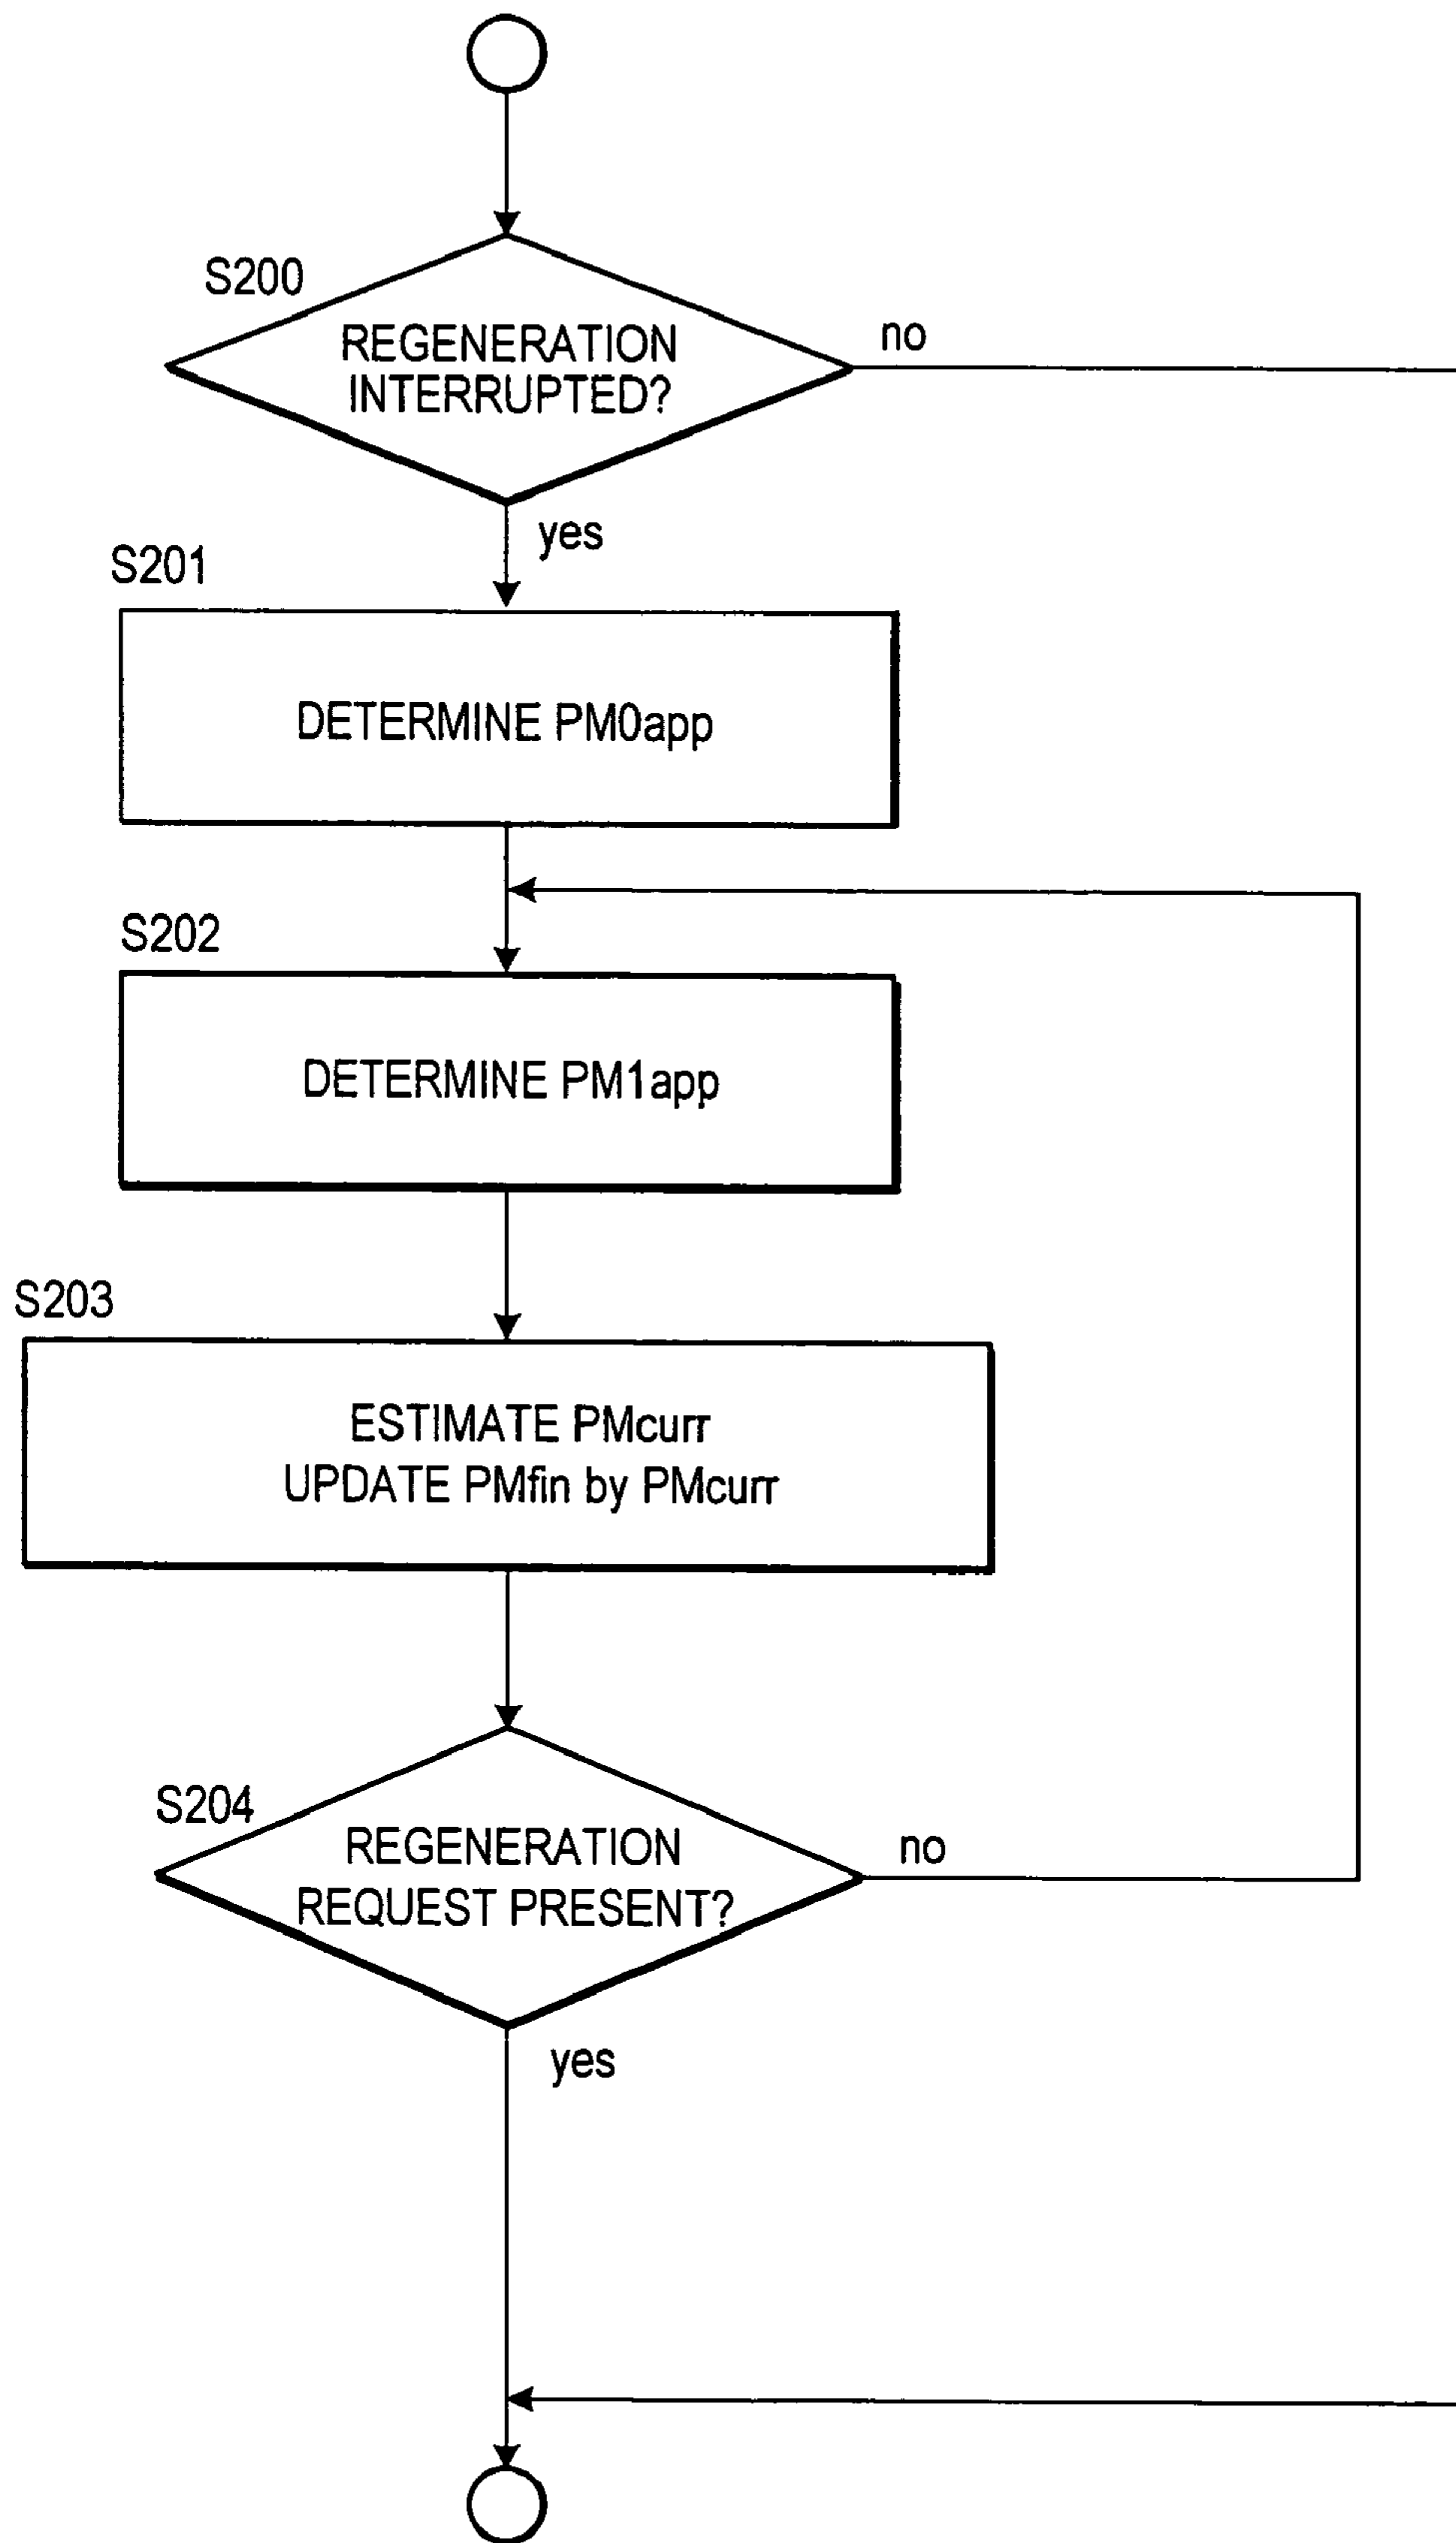 S200
REGENERATION
INTERRUPTED?
no
yes
S201
DETERMINE PM0app
S202
DETERMINE PM1app
S203
ESTIMATE PMcurr
UPDATE PMfin by PMcurr
S204
REGENERATION
REQUEST PRESENT?
no
yes